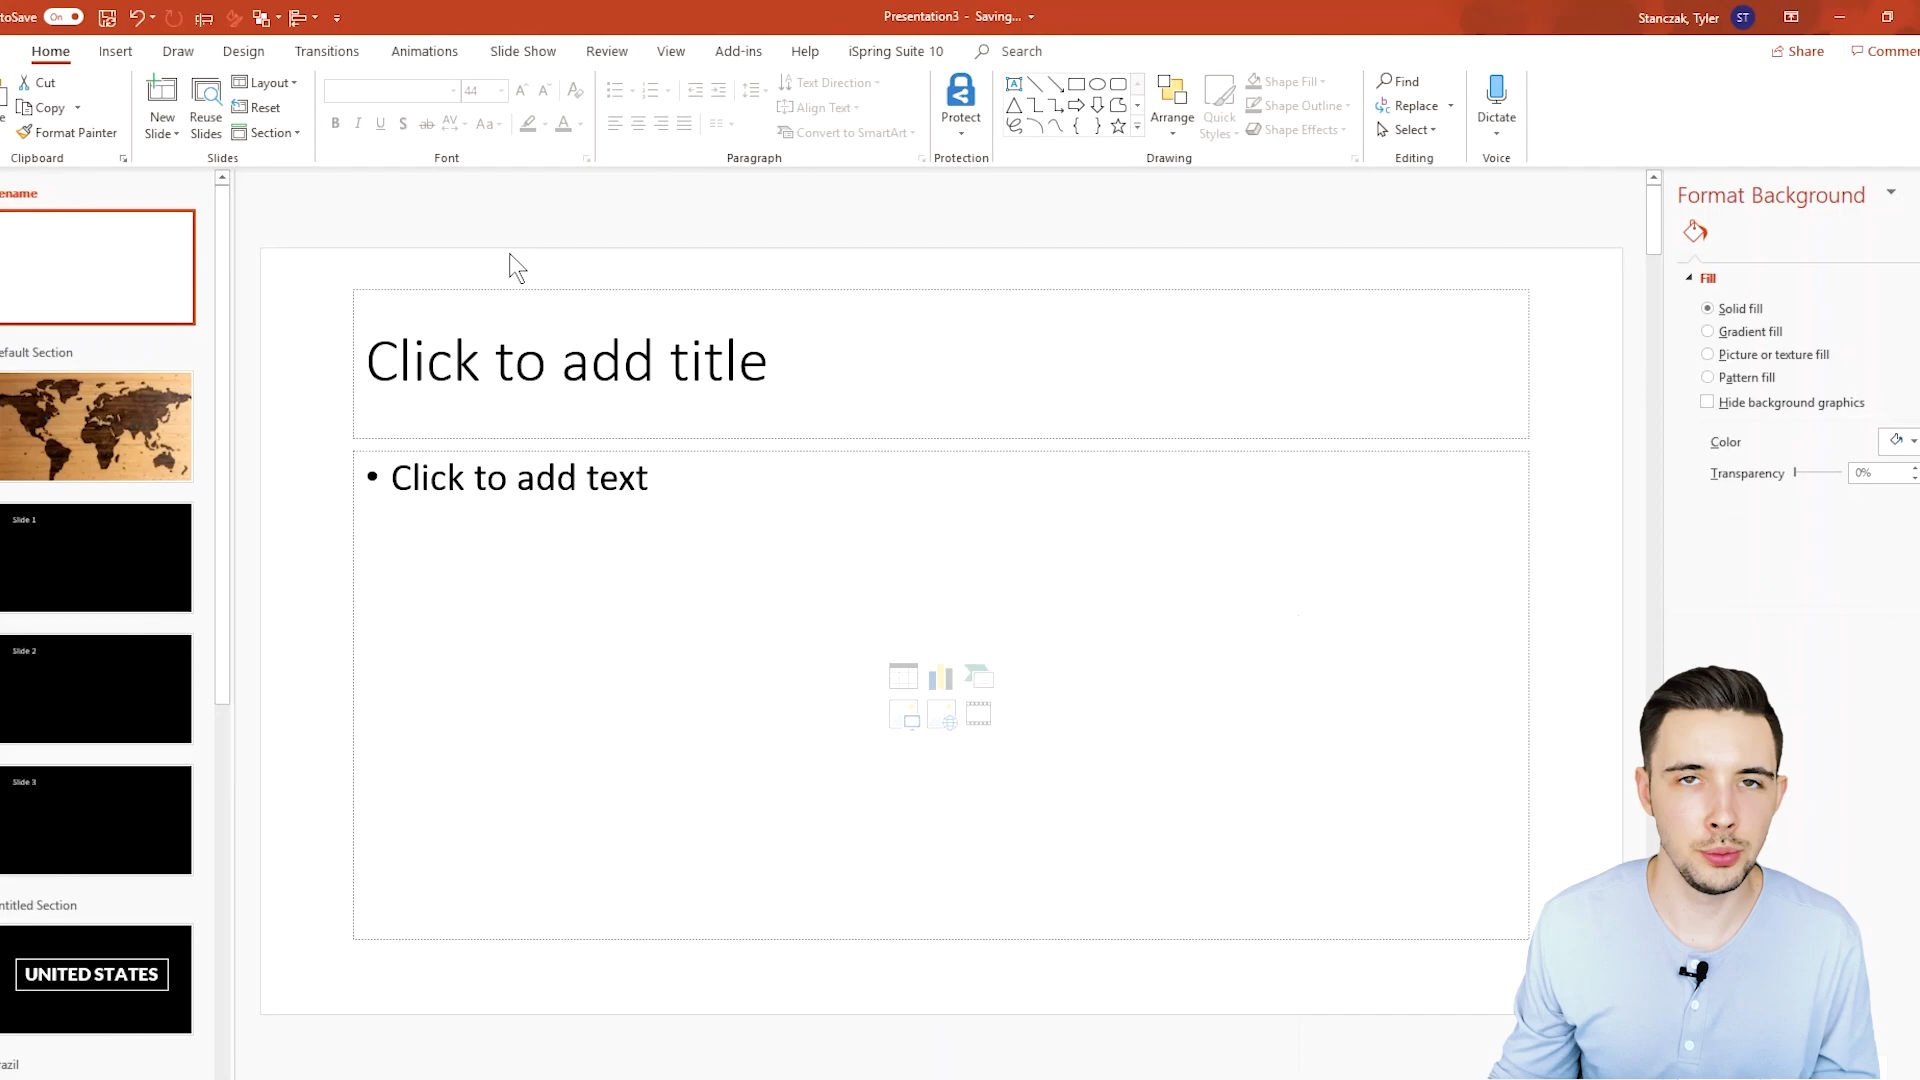 toSave On
Presentation3 - Saving...
Stanczak, Tyler ST
Home Insert Draw Design Transitions Animations Slide Show Review View Add-ins Help iSpring Suite 10 Search
Share
Cut
Copy
Format Painter
Clipboard
New Slide
Reuse Slides
Layout
Reset
Section
Slides
44
Aa
Font
Text Direction
Align Text
Convert to SmartArt
Paragraph
Protect
Protection
Arrange
Quick Styles
Shape Fill
Shape Outline
Shape Effects
Drawing
Find
Replace
Select
Editing
Dictate
Voice
ename
efault Section
Slide 1
Slide 2
Slide 3
ntitled Section
UNITED STATES
razil
Click to add title
• Click to add text
Format Background
Fill
Solid fill
Gradient fill
Picture or texture fill
Pattern fill
Hide background graphics
Color
Transparency 0%